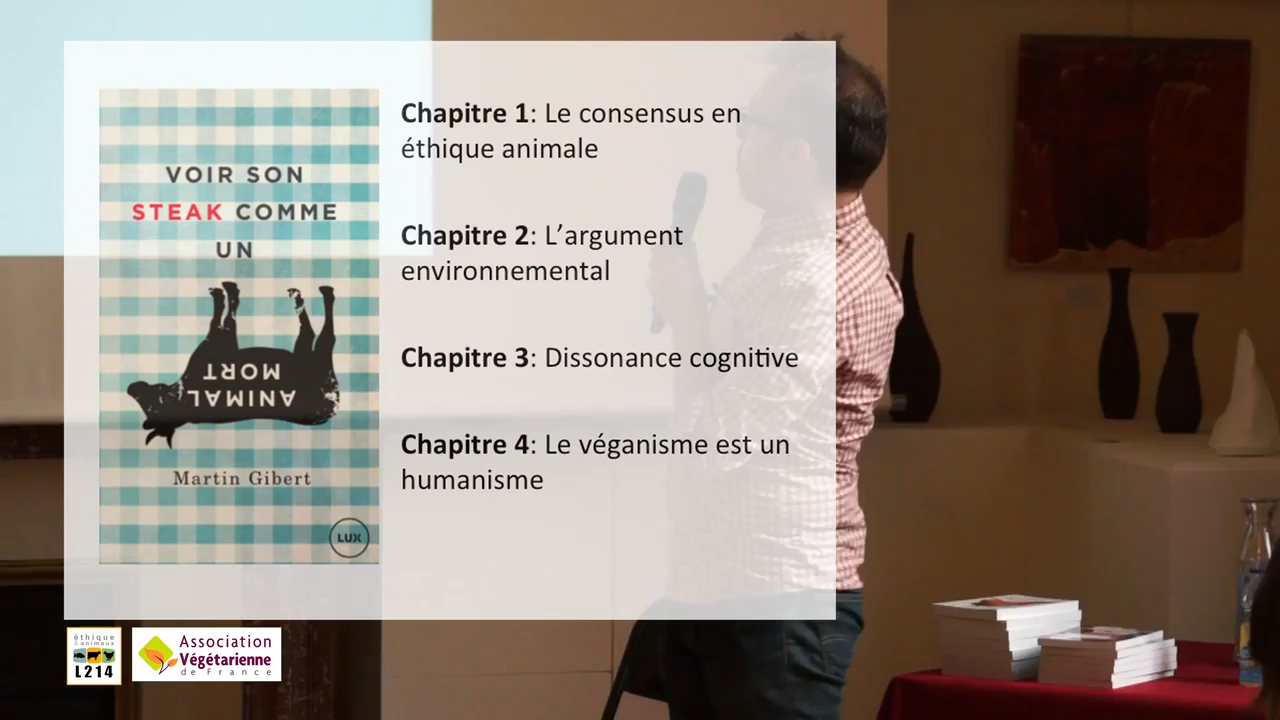 VOIR SON
STEAK COMME
UN
ANIMAL
MORT
Martin Gibert
LUX
Chapitre 1: Le consensus en
éthique animale
Chapitre 2: L’argument
environnemental
Chapitre 3: Dissonance cognitive
Chapitre 4: Le véganisme est un
humanisme
éthique
& animaux
L214
Association
Végétarienne
de France